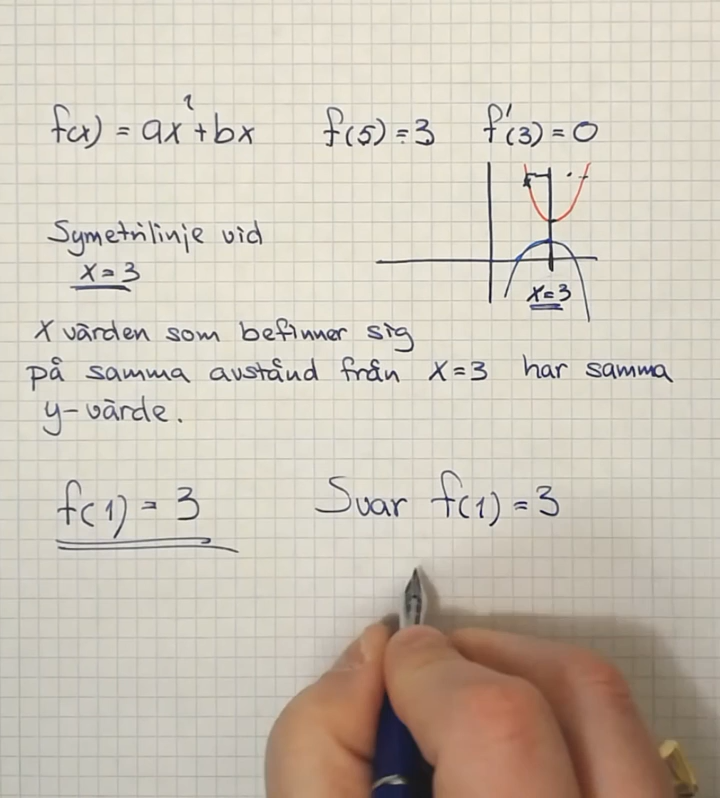 f(x) = ax² + bx f(5) = 3 f'(3) = 0
Symetrilinje vid
x = 3
x = 3
X värden som befinner sig
på samma avstånd från x = 3 har samma
y-värde.
f(1) = 3 Svar f(1) = 3